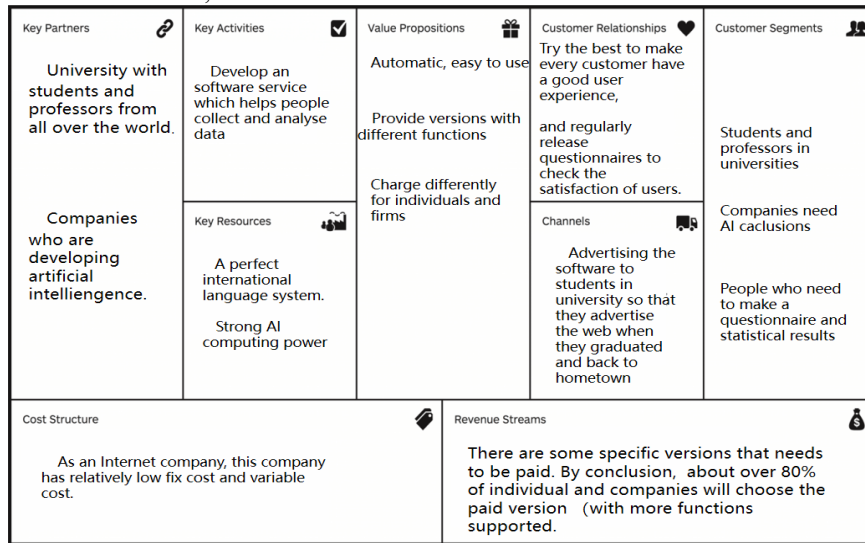 Key Partners
University with
students and
professors from
all over the world.
Companies
who are
developing
artificial
intelliengence.
Key Activities
Develop an
software service
which helps people
collect and analyse
data
Key Resources
A perfect
international
language system.
Strong AI
computing power
Value Propositions
Automatic, easy to use
Provide versions with
different functions
Charge differently
for individuals and
firms
Customer Relationships
Try the best to make
every customer have
a good user
experience,
and regularly
release
questionnaires to
check the
satisfaction of users.
Channels
Advertising the
software to
students in
university so that
they advertise
the web when
they graduated
and back to
hometown
Customer Segments
Students and
professors in
universities
Companies need
AI caclusions
People who need
to make a
questionnaire and
statistical results
Cost Structure
As an Internet company, this company
has relatively low fix cost and variable
cost.
Revenue Streams
There are some specific versions that needs
to be paid. By conclusion, about over 80%
of individual and companies will choose the
paid version （with more functions
supported.